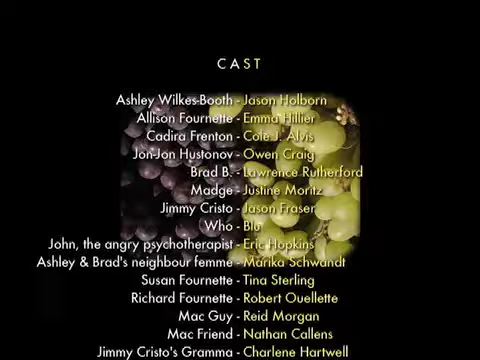 CAST
Ashley Wilkes-Booth - Jason Holborn
Allison Fournette - Emma Hillier
Cadira Frenton - Cole J. Alvis
Jon-Jon Hustonov - Owen Craig
Brad B. - Lawrence Rutherford
Madge - Justine Moritz
Jimmy Cristo - Jason Fraser
Who - Blu
John, the angry psychotherapist - Eric Hopkins
Ashley & Brad's neighbour femme - Marika Schwandt
Susan Fournette - Tina Sterling
Richard Fournette - Robert Ouellette
Mac Guy - Reid Morgan
Mac Friend - Nathan Callens
Jimmy Cristo's Gramma - Charlene Hartwell